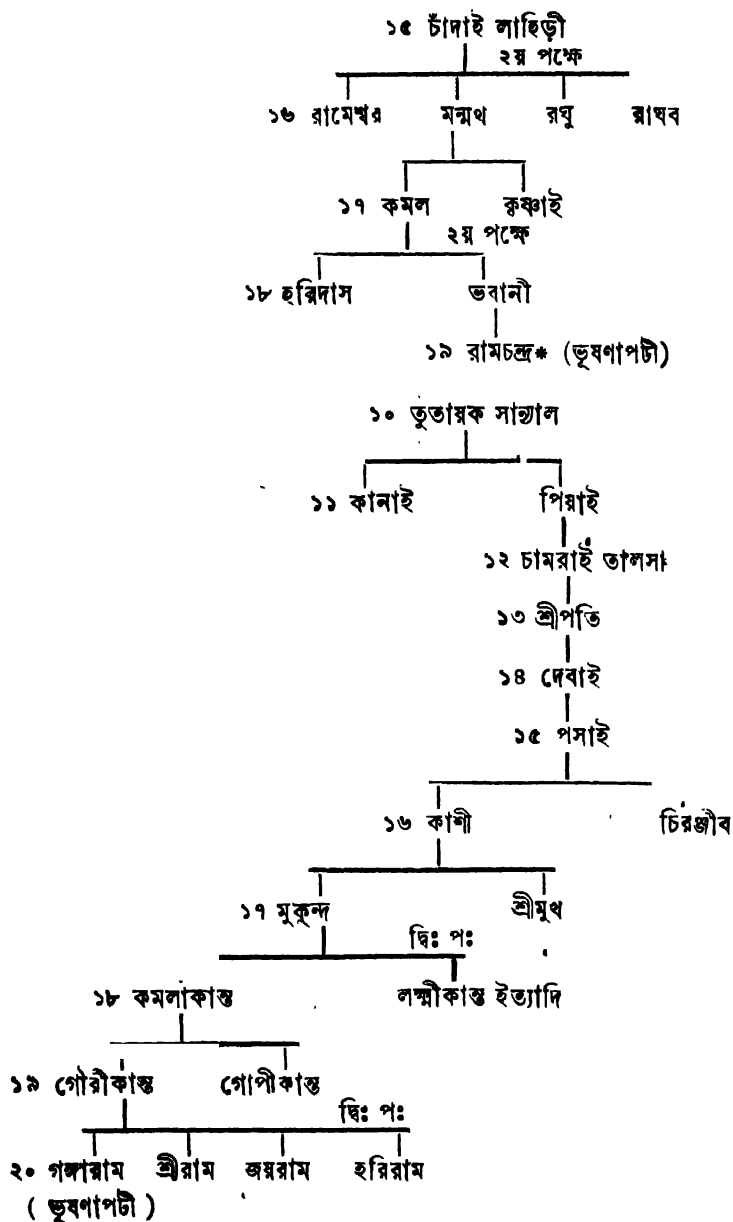 ১৫ চাঁদাই লাহিড়ী
২য় পক্ষে
১৬ রামেশ্বর মন্মথ রঘু রাঘব
১৭ কমল কৃষ্ণাই
২য় পক্ষে
১৮ হরিদাস ভবানী
১৯ রামচন্দ্র* (ভূষণাপটী)
১০ তুতায়ক সান্যাল
১১ কানাই পিয়াই
১২ চামরাই তালসা
১৩ শ্রীপতি
১৪ দেবাই
১৫ পসাই
১৬ কাশী চিরঞ্জীব
১৭ মুকুন্দ শ্রীমুখ
দ্বিঃ পঃ
১৮ কমলাকান্ত লক্ষ্মীকান্ত ইত্যাদি
১৯ গৌরীকান্ত গোপীকান্ত
দ্বিঃ পঃ
২০ গঙ্গারাম শ্রীরাম জয়রাম হরিরাম
( ভূষণাপটী )